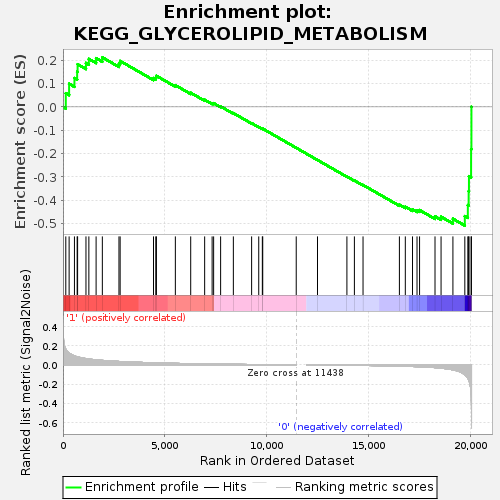 Enrichment plot:
KEGG_GLYCEROLIPID_METABOLISM
Enrichment score (ES)
0.2
0.1
0.0
-0.1
-0.2
-0.3
-0.4
-0.5
'1' (positively correlated)
Ranked list metric (Signal2Noise)
0.4
0.2
0.0
-0.2
-0.4
-0.6
Zero cross at 11438
'0' (negatively correlated)
0 5,000 10,000 15,000 20,000
Rank in Ordered Dataset
Enrichment profile Hits Ranking metric scores